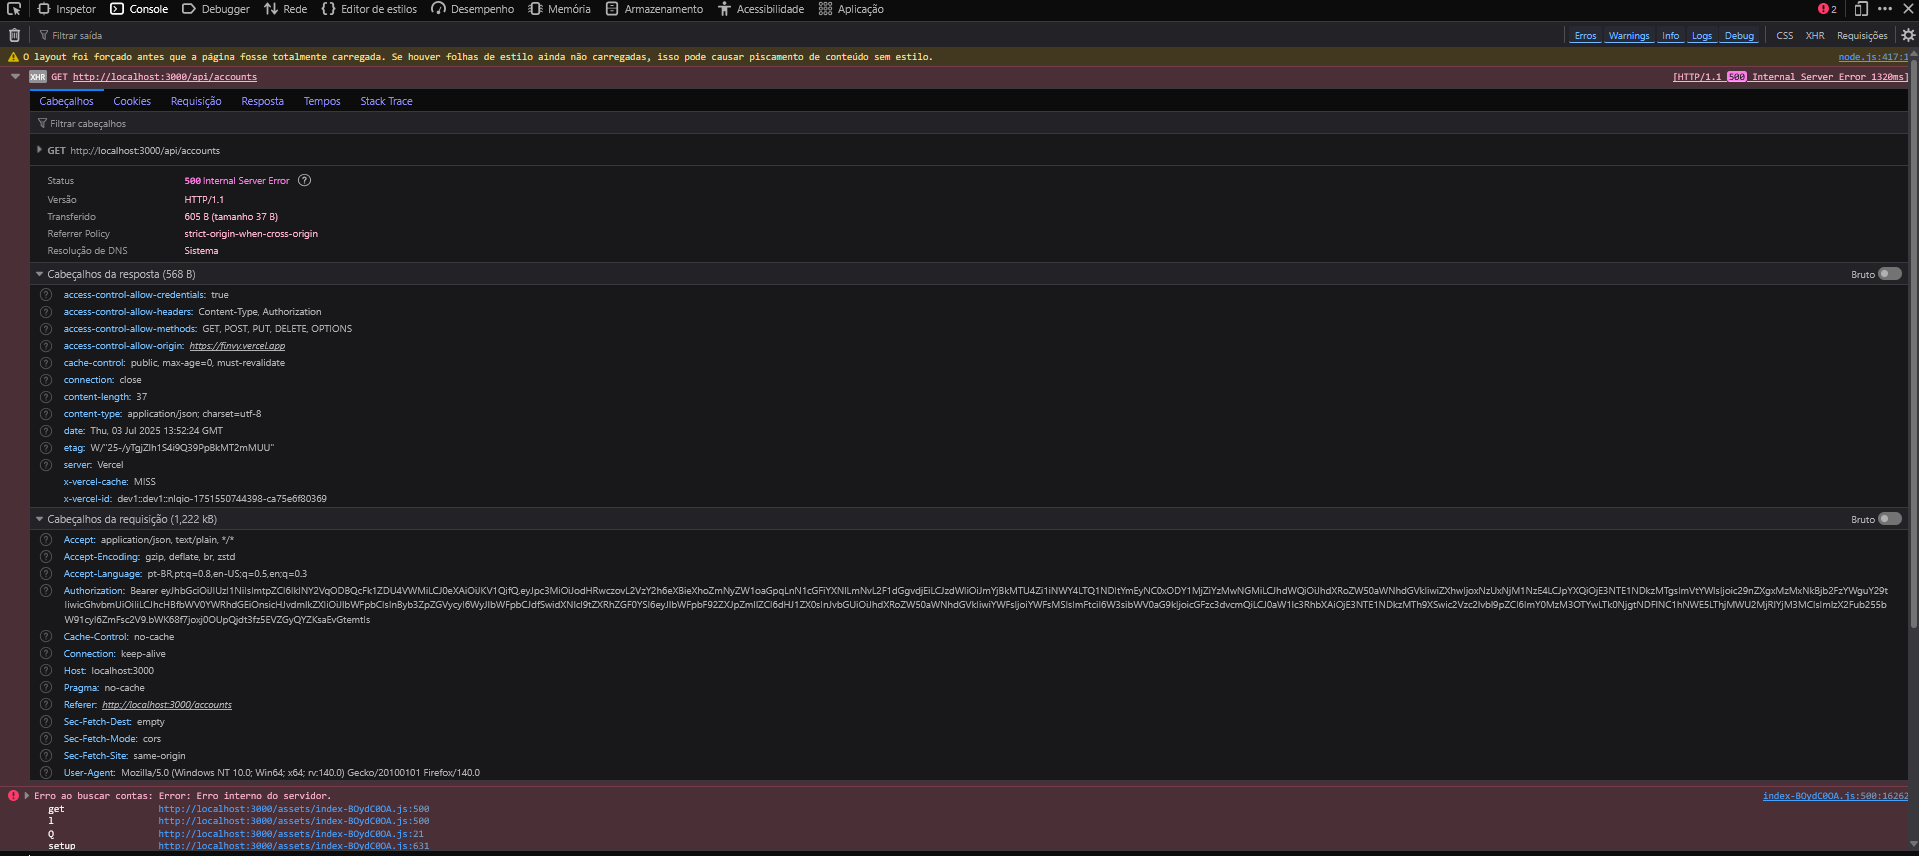 Inspetor Console Debugger Rede Editor de estilos Desempenho Memória Armazenamento Acessibilidade Aplicação 2
Filtrar saída Erros Warnings Info Logs Debug CSS XHR Requisições
O layout foi forçado antes que a página fosse totalmente carregada. Se houver folhas de estilo ainda não carregadas, isso pode causar piscamento de conteúdo sem estilo. node.js:417:1
XHR GET http://localhost:3000/api/accounts [HTTP/1.1 500 Internal Server Error 1320ms]
Cabeçalhos Cookies Requisição Resposta Tempos Stack Trace
Filtrar cabeçalhos
GET http://localhost:3000/api/accounts
Status 500 Internal Server Error
Versão HTTP/1.1
Transferido 605 B (tamanho 37 B)
Referrer Policy strict-origin-when-cross-origin
Resolução de DNS Sistema
Cabeçalhos da resposta (568 B) Bruto
access-control-allow-credentials: true
access-control-allow-headers: Content-Type, Authorization
access-control-allow-methods: GET, POST, PUT, DELETE, OPTIONS
access-control-allow-origin: https://finvy.vercel.app
cache-control: public, max-age=0, must-revalidate
connection: close
content-length: 37
content-type: application/json; charset=utf-8
date: Thu, 03 Jul 2025 13:52:24 GMT
etag:
server: Vercel
x-vercel-cache: MISS
x-vercel-id: dev1::dev1::nlqio-1751550744398-ca75e6f80369
Cabeçalhos da requisição (1,222 kB) Bruto
Accept: application/json, text/plain, */*
Accept-Encoding: gzip, deflate, br, zstd
Accept-Language: pt-BR,pt;q=0.8,en-US;q=0.5,en;q=0.3
Authorization: Bearer
Cache-Control: no-cache
Connection: keep-alive
Host: localhost:3000
Pragma: no-cache
Referer: http://localhost:3000/accounts
Sec-Fetch-Dest: empty
Sec-Fetch-Mode: cors
Sec-Fetch-Site: same-origin
User-Agent: Mozilla/5.0 (Windows NT 10.0; Win64; x64; rv:140.0) Gecko/20100101 Firefox/140.0
Erro ao buscar contas: Error: Erro interno do servidor. index-BOydC0OA.js:500:16262
get http://localhost:3000/assets/index-BOydC0OA.js:500
l http://localhost:3000/assets/index-BOydC0OA.js:500
Q http://localhost:3000/assets/index-BOydC0OA.js:21
setup http://localhost:3000/assets/index-BOydC0OA.js:631